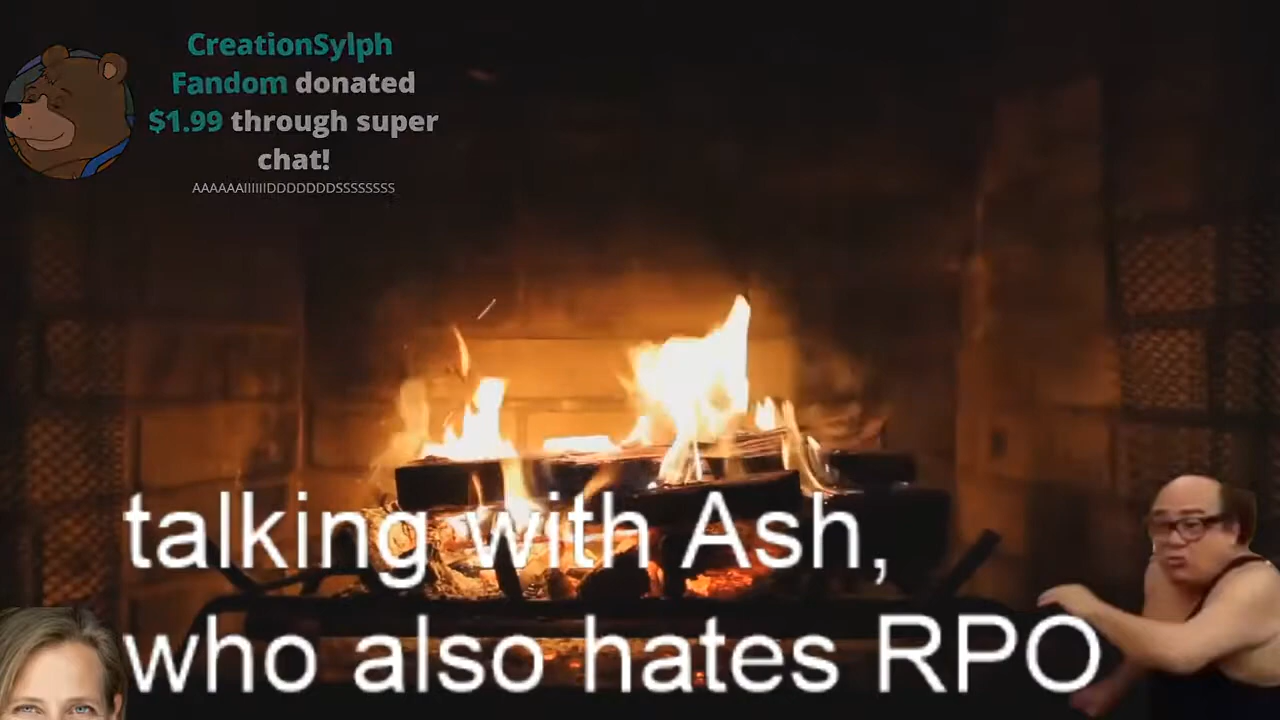 CreationSylph
Fandom donated
$1.99 through super
chat!
AAAAAAIIIIIIDDDDDDDSSSSSSSS
talking with Ash,
who also hates RPO